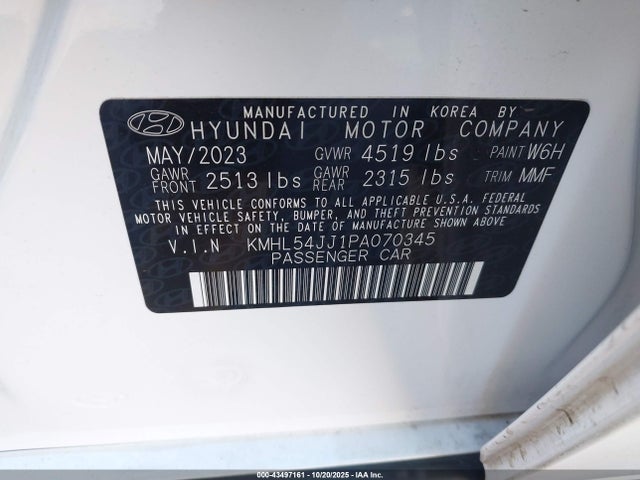 MANUFACTURED IN KOREA BY
HYUNDAI MOTOR COMPANY
MAY/2023 GVWR 4519 lbs PAINT W6H
GAWR FRONT 2513 lbs GAWR REAR 2315 lbs TRIM MMF
THIS VEHICLE CONFORMS TO ALL APPLICABLE U.S.A. FEDERAL
MOTOR VEHICLE SAFETY, BUMPER, AND THEFT PREVENTION STANDARDS
IN EFFECT ON THE DATE OF MANUFACTURE SHOWN ABOVE
V.I.N KMHL54JJ1PA070345
PASSENGER CAR
000-43497161 - 10/20/2025 - IAA Inc.